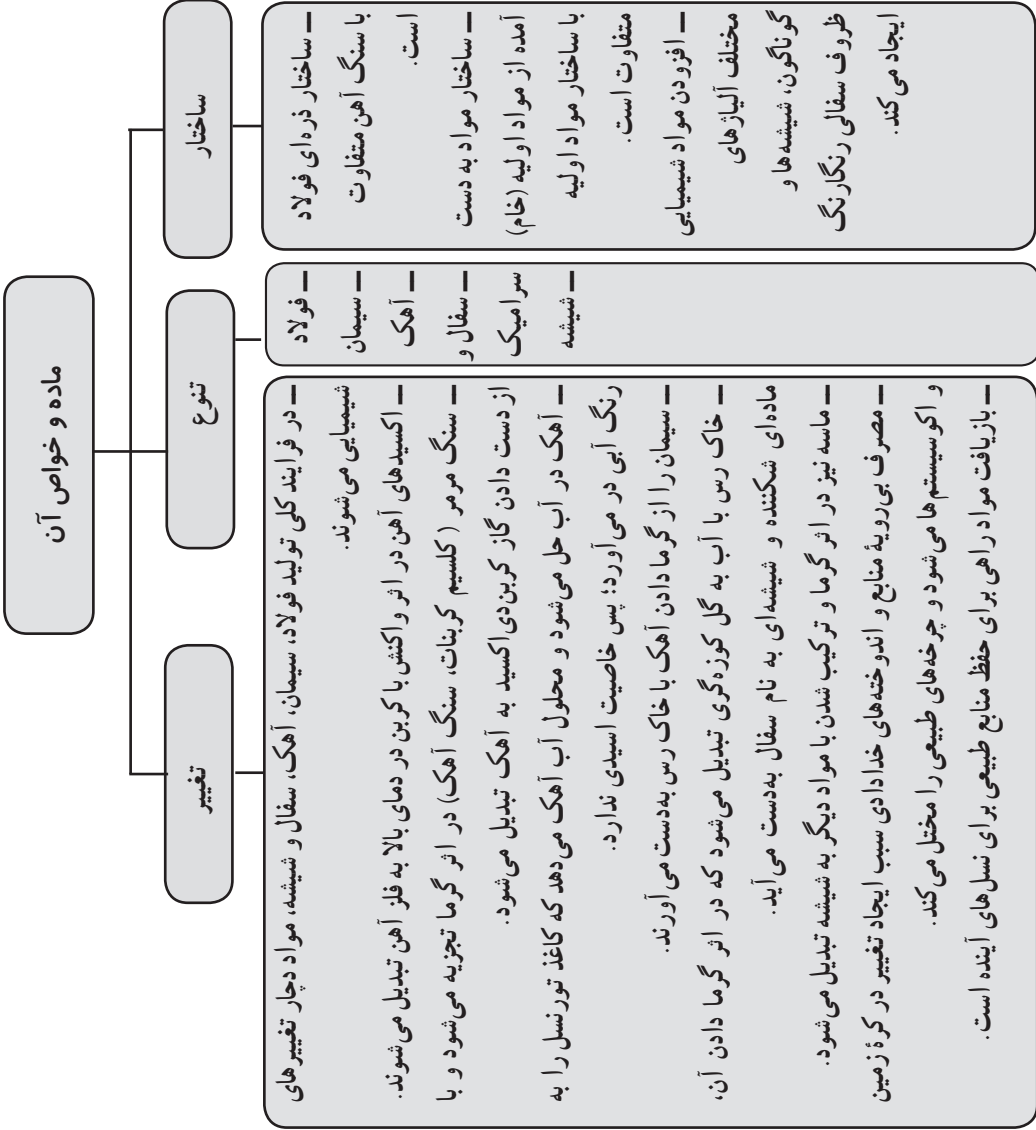 ماده و خواص آن
ساختار
– ساختار ذره‌ای فولاد
با سنگ آهن متفاوت
است.
– ساختار مواد به دست
آمده از مواد اولیه (خام)
با ساختار مواد اولیه
متفاوت است.
– افزودن مواد شیمیایی
مختلف آلیاژهای
گوناگون، شیشه‌ها و
ظروف سفالی رنگارنگ
ایجاد می‌کند.
تنوع
– فولاد
– سیمان
– آهک
– سفال و
سرامیک
– شیشه
تغییر
– در فرایند کلی تولید فولاد، سیمان، آهک، سفال و شیشه، مواد دچار تغییرهای
شیمیایی می‌شوند.
– اکسیدهای آهن در اثر واکنش با کربن در دمای بالا به فلز آهن تبدیل می‌شوند.
– سنگ مرمر (کلسیم کربنات، سنگ آهک) در اثر گرما تجزیه می‌شود و با
از دست دادن گاز کربن‌دی‌اکسید به آهک تبدیل می‌شود.
– آهک در آب حل می‌شود و محلول آب آهک می‌دهد که کاغذ تورنسل را به
رنگ آبی در می‌آورد؛ پس خاصیت اسیدی ندارد.
– سیمان را از گرما دادن آهک با خاک رس به‌دست می‌آورند.
– خاک رس با آب به گل کوزه‌گری تبدیل می‌شود که در اثر گرما دادن آن،
ماده‌ای شکننده و شیشه‌ای به نام سفال به‌دست می‌آید.
– ماسه نیز در اثر گرما و ترکیب شدن با مواد دیگر به شیشه تبدیل می‌شود.
– مصرف بی‌رویهٔ منابع و اندوخته‌های خدادادی سبب ایجاد تغییر در کرهٔ زمین
و اکوسیستم‌ها می‌شود و چرخه‌های طبیعی را مختل می‌کند.
– بازیافت مواد راهی برای حفظ منابع طبیعی برای نسل‌های آینده است.